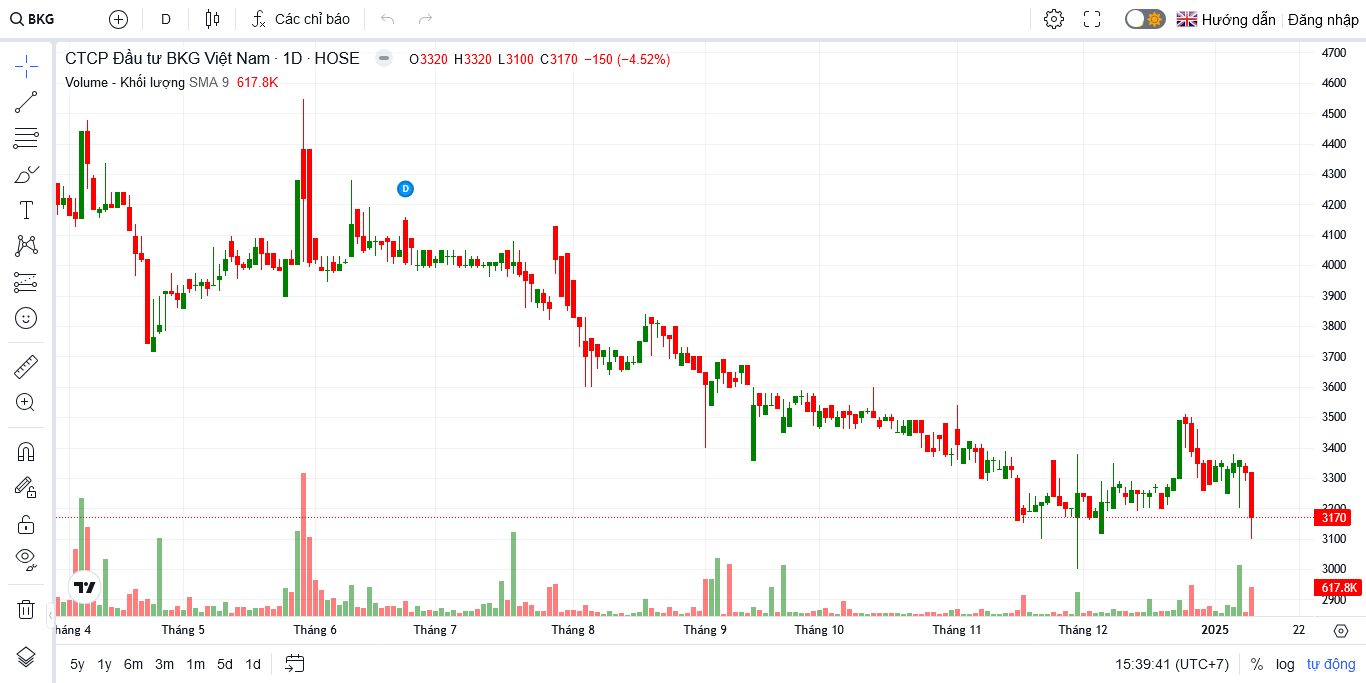 BKG D Các chỉ báo Hướng dẫn Đăng nhập
CTCP Đầu tư BKG Việt Nam · 1D · HOSE O3320 H3320 L3100 C3170 −150 (−4.52%)
Volume - Khối lượng SMA 9 617.8K
D
4700
4600
4500
4400
4300
4200
4100
4000
3900
3800
3700
3600
3500
3400
3300
3200
3170
3100
3000
617.8K
2900
háng 4 Tháng 5 Tháng 6 Tháng 7 Tháng 8 Tháng 9 Tháng 10 Tháng 11 Tháng 12 2025 22
5y 1y 6m 3m 1m 5d 1d 15:39:41 (UTC+7) % log tự động